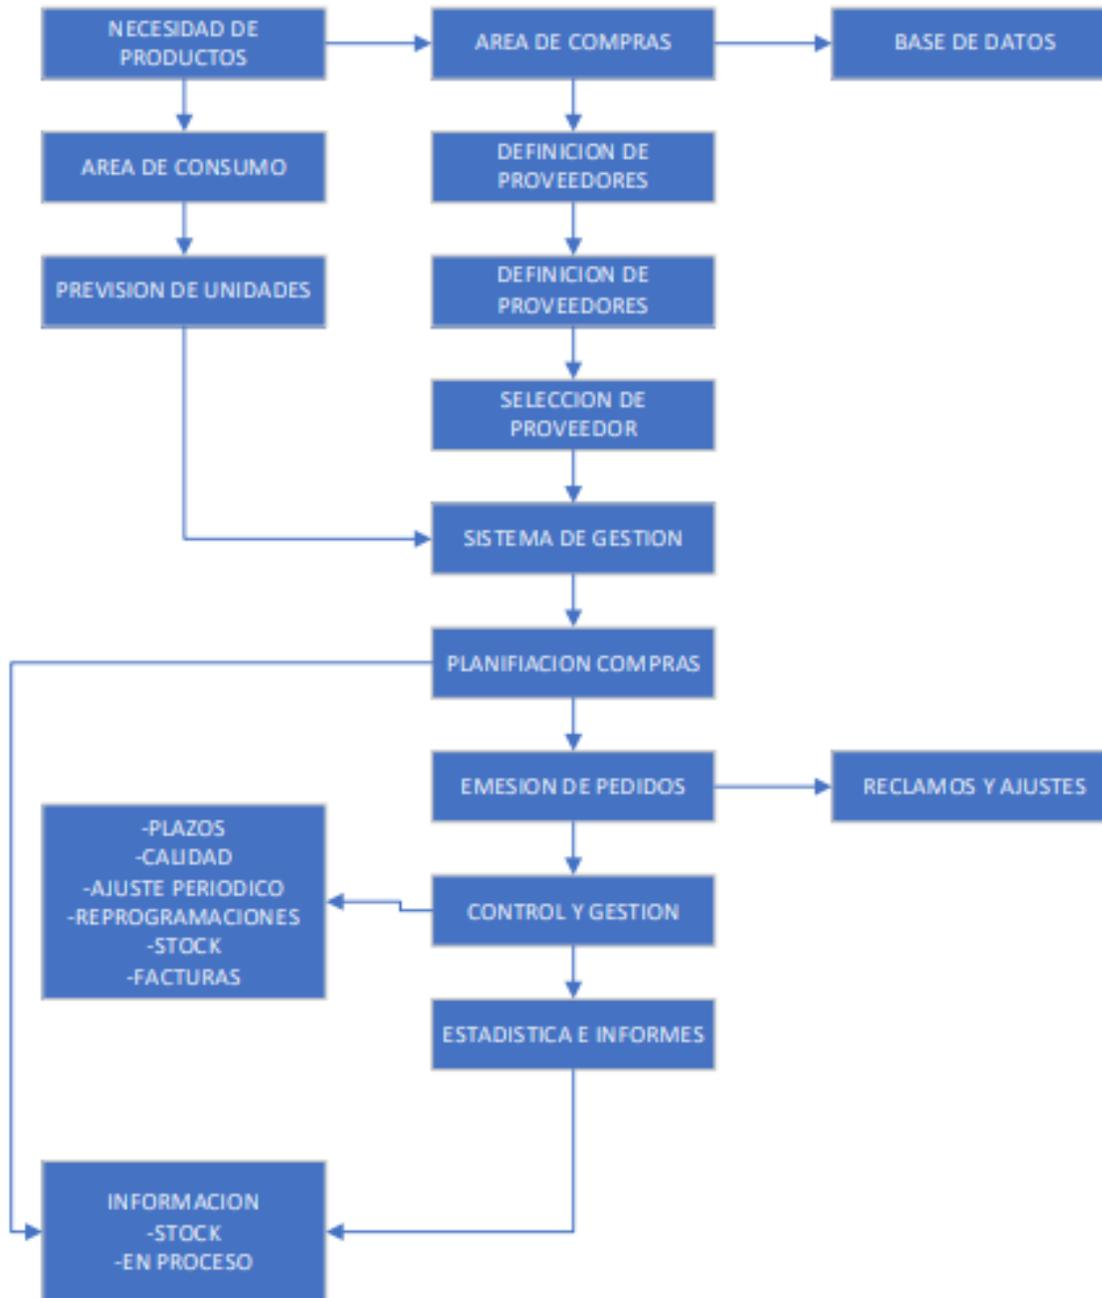 NECESIDAD DE
PRODUCTOS
AREA DE COMPRAS
BASE DE DATOS
AREA DE CONSUMO
DEFINICION DE
PROVEEDORES
PREVISION DE UNIDADES
DEFINICION DE
PROVEEDORES
SELECCION DE
PROVEEDOR
SISTEMA DE GESTION
PLANIFIACION COMPRAS
EMESION DE PEDIDOS
RECLAMOS Y AJUSTES
-PLAZOS
-CALIDAD
-AJUSTE PERIODICO
-REPROGRAMACIONES
-STOCK
-FACTURAS
CONTROL Y GESTION
ESTADISTICA E INFORMES
INFORMACION
-STOCK
-EN PROCESO